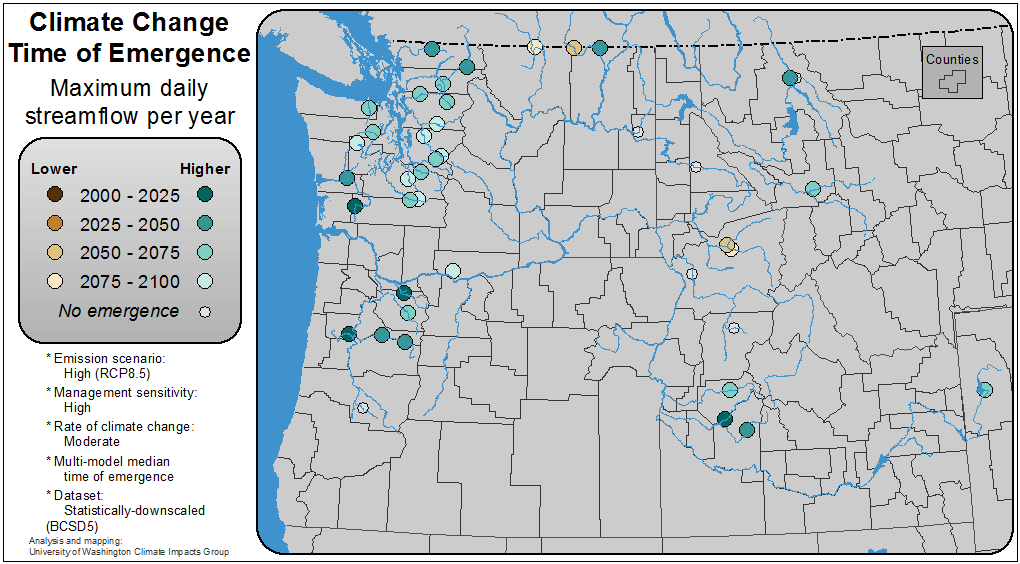 Climate Change
Time of Emergence
Maximum daily
streamflow per year
Lower Higher
2000 - 2025
2025 - 2050
2050 - 2075
2075 - 2100
No emergence
* Emission scenario:
High (RCP8.5)
* Management sensitivity:
High
* Rate of climate change:
Moderate
* Multi-model median
time of emergence
* Dataset:
Statistically-downscaled
(BCSD5)
Analysis and mapping:
University of Washington Climate Impacts Group
Counties